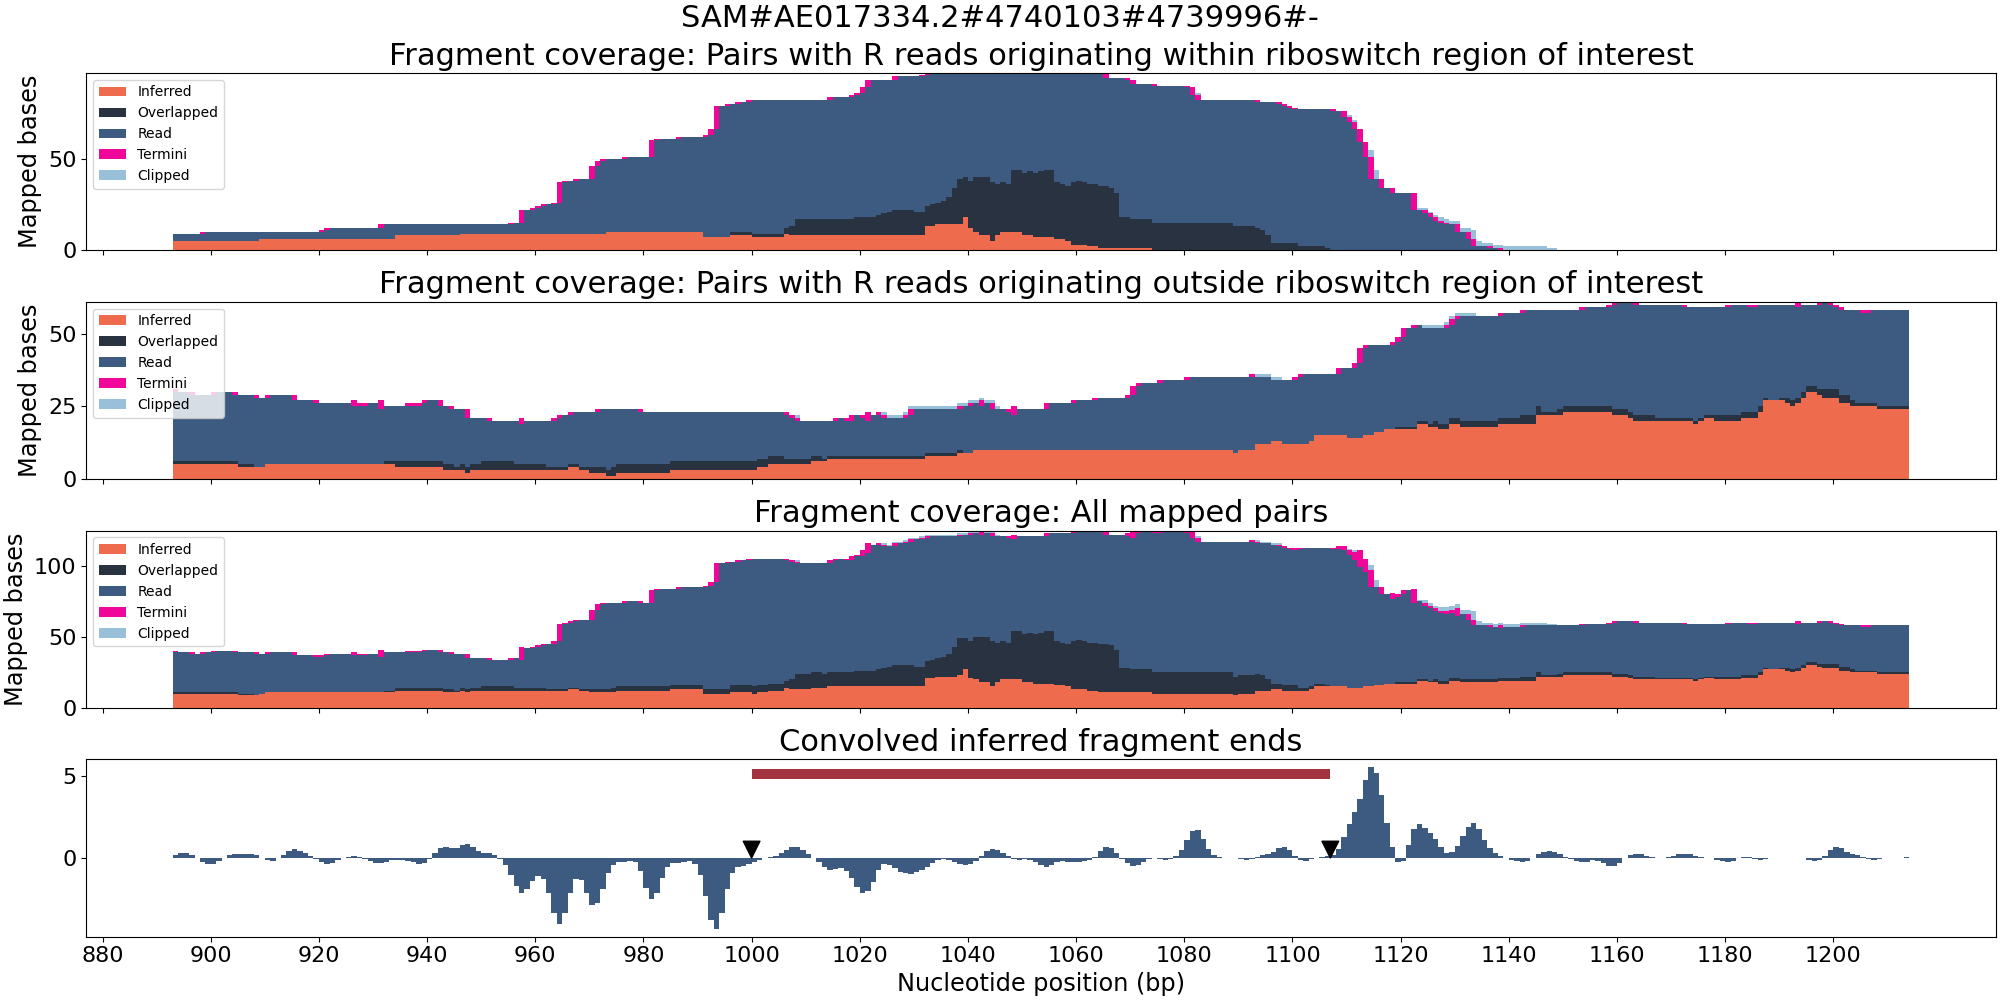 SAM#AE017334.2#4740103#4739996#-
Fragment coverage: Pairs with R reads originating within riboswitch region of interest
Mapped bases
50
0
Inferred
Overlapped
Read
Termini
Clipped
Fragment coverage: Pairs with R reads originating outside riboswitch region of interest
Mapped bases
50
25
0
Inferred
Overlapped
Read
Termini
Clipped
Fragment coverage: All mapped pairs
Mapped bases
100
50
0
Inferred
Overlapped
Read
Termini
Clipped
Convolved inferred fragment ends
5
0
880 900 920 940 960 980 1000 1020 1040 1060 1080 1100 1120 1140 1160 1180 1200
Nucleotide position (bp)